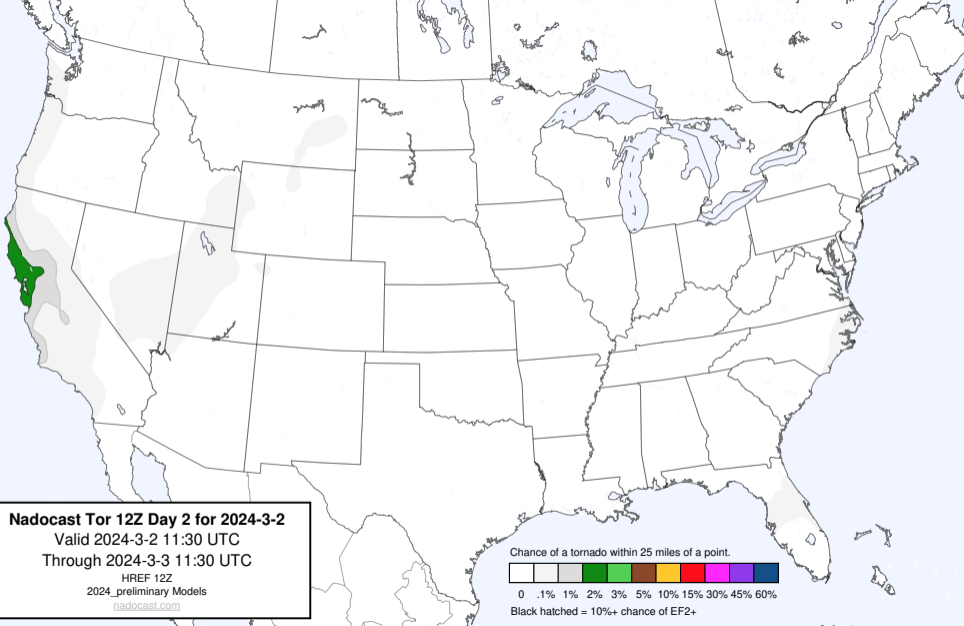 Nadocast Tor 12Z Day 2 for 2024-3-2
Valid 2024-3-2 11:30 UTC
Through 2024-3-3 11:30 UTC
HREF 12Z
2024_preliminary Models
nadocast.com
Chance of a tornado within 25 miles of a point.
0 .1% 1% 2% 3% 5% 10% 15% 30% 45% 60%
Black hatched = 10%+ chance of EF2+